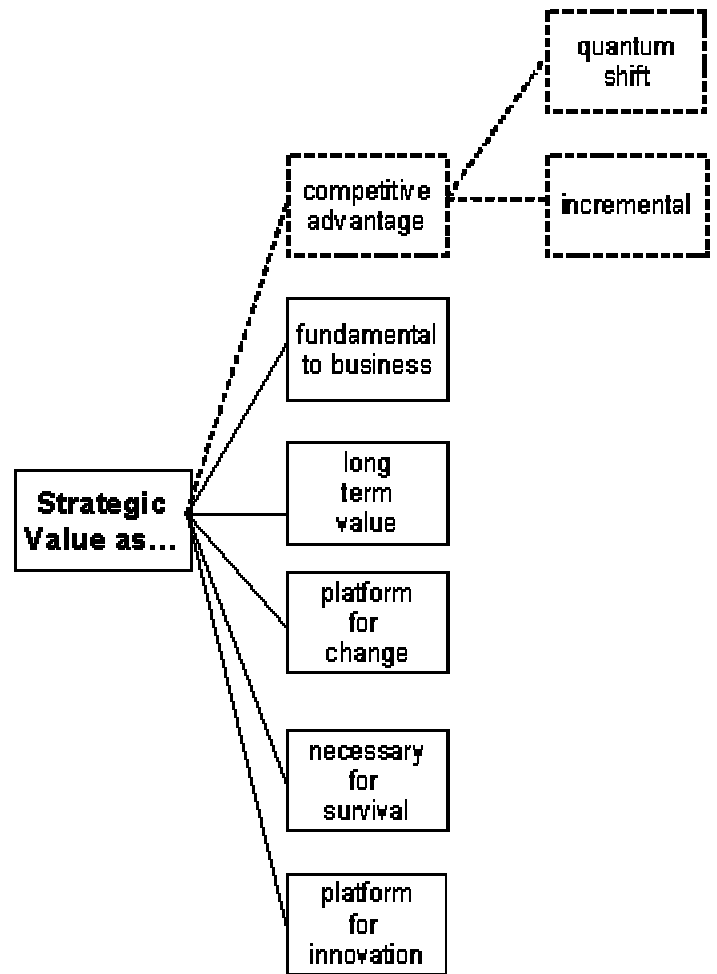 quantum
shift
competitive
advantage
incremental
fundamental
to business
long
term
value
Strategic
Value as...
platform
for
change
necessary
for
survival
platform
for
innovation